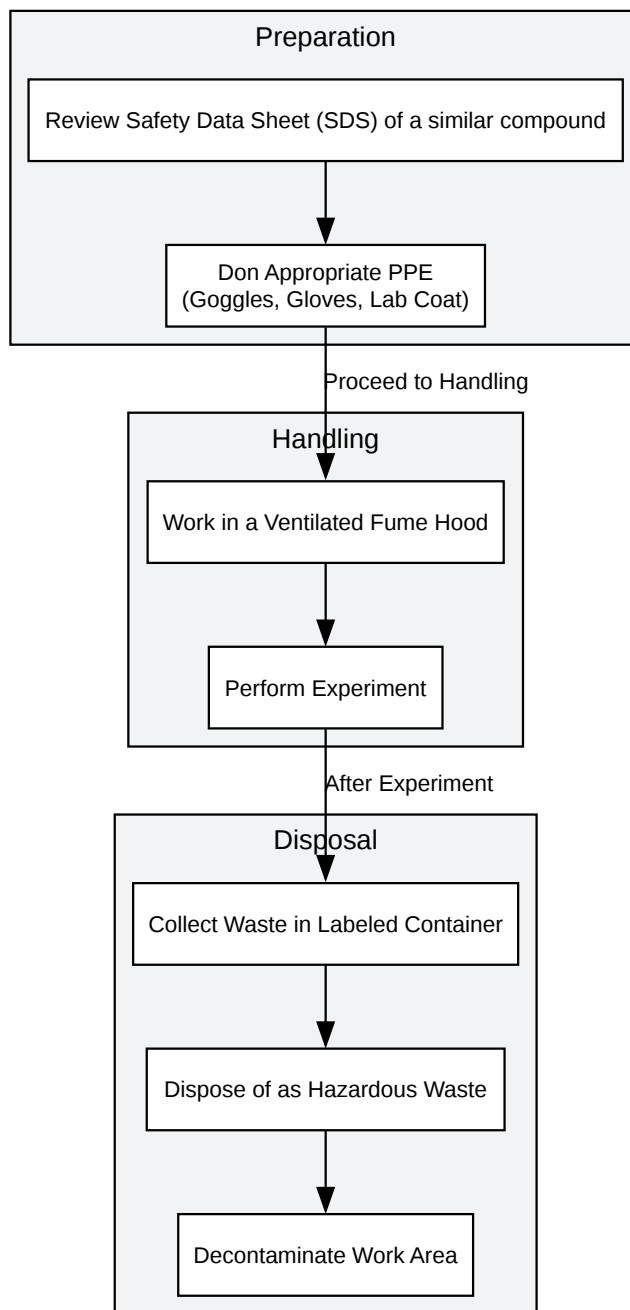 Preparation
Review Safety Data Sheet (SDS) of a similar compound
Don Appropriate PPE
(Goggles, Gloves, Lab Coat)
Proceed to Handling
Handling
Work in a Ventilated Fume Hood
Perform Experiment
After Experiment
Disposal
Collect Waste in Labeled Container
Dispose of as Hazardous Waste
Decontaminate Work Area